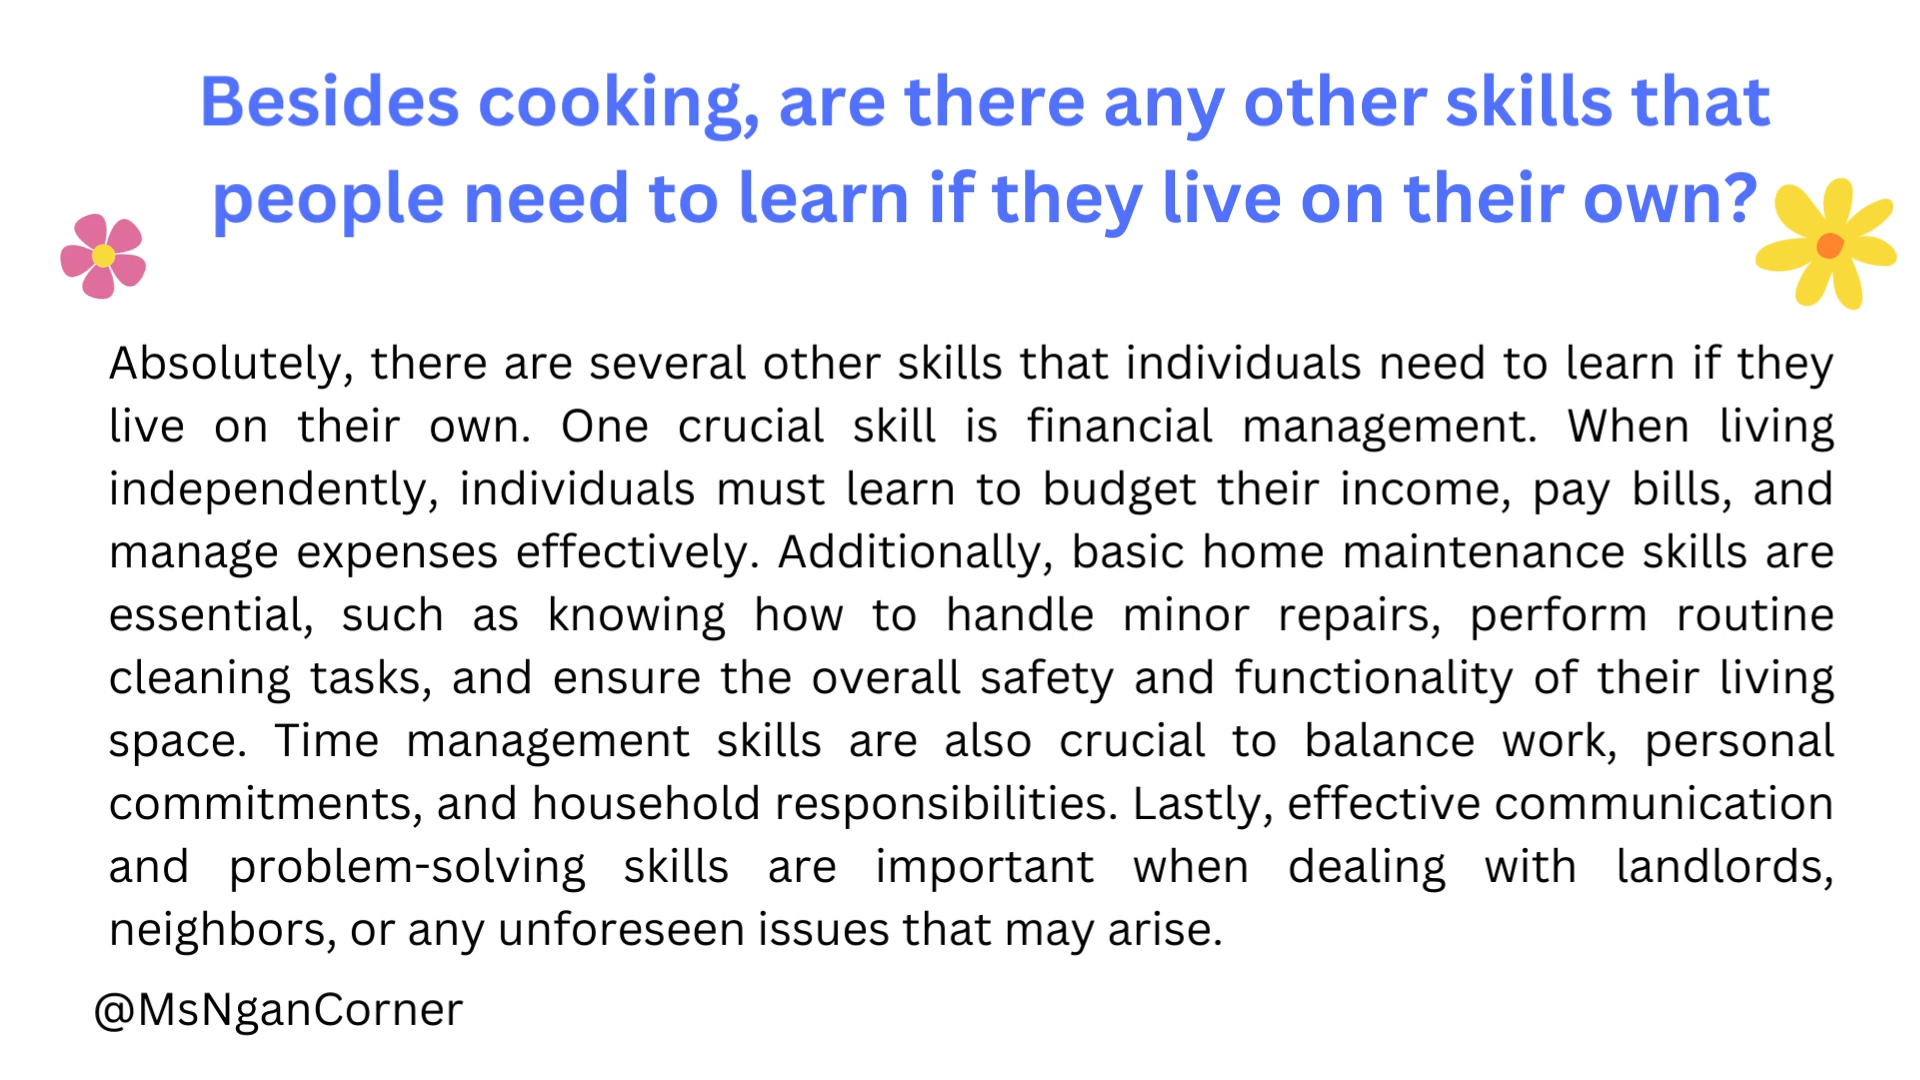 Besides cooking, are there any other skills that
people need to learn if they live on their own?
Absolutely, there are several other skills that individuals need to learn if they
live on their own. One crucial skill is financial management. When living
independently, individuals must learn to budget their income, pay bills, and
manage expenses effectively. Additionally, basic home maintenance skills are
essential, such as knowing how to handle minor repairs, perform routine
cleaning tasks, and ensure the overall safety and functionality of their living
space. Time management skills are also crucial to balance work, personal
commitments, and household responsibilities. Lastly, effective communication
and problem-solving skills are important when dealing with landlords,
neighbors, or any unforeseen issues that may arise.
@MsNganCorner